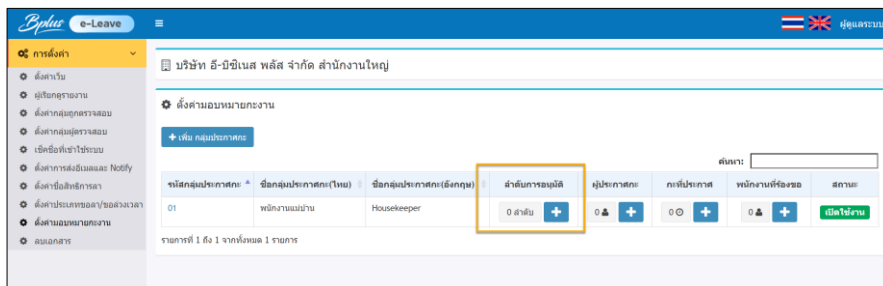 Bplus e-Leave
ผู้ดูแลระบบ
การตั้งค่า
ตั้งค่าเว็บ
ผู้เรียกดูรายงาน
ตั้งค่ากลุ่มถูกตรวจสอบ
ตั้งค่ากลุ่มผู้ตรวจสอบ
เช็คชื่อที่เข้าใช้ระบบ
ตั้งค่าการส่งอีเมลและ Notify
ตั้งค่าชื่อสิทธิการลา
ตั้งค่าประเภทขอลา/ขอล่วงเวลา
ตั้งค่ามอบหมายกะงาน
ลบเอกสาร
บริษัท อี-บิซิเนส พลัส จำกัด สำนักงานใหญ่
ตั้งค่ามอบหมายกะงาน
เพิ่ม กลุ่มประกาศกะ
ค้นหา:
รหัสกลุ่มประกาศกะ ชื่อกลุ่มประกาศกะ(ไทย) ชื่อกลุ่มประกาศกะ(อังกฤษ) ลำดับการอนุมัติ ผู้ประกาศกะ กะที่ประกาศ พนักงานที่ร้องขอ สถานะ
01 พนักงานแม่บ้าน Housekeeper 0 ลำดับ + 0 + 0 + 0 + เปิดใช้งาน
รายการที่ 1 ถึง 1 จากทั้งหมด 1 รายการ